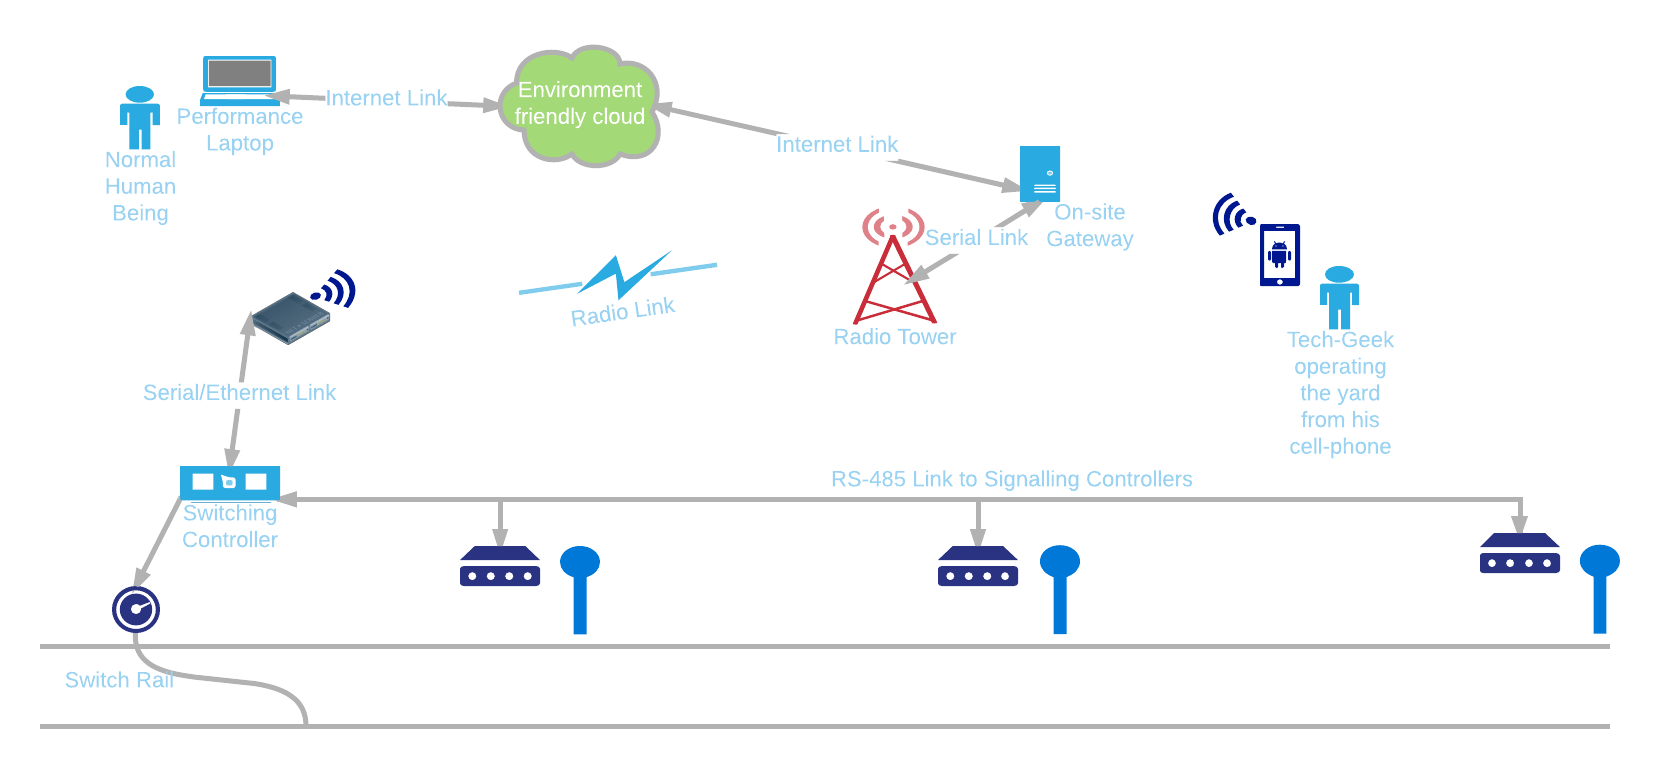 Environment
friendly cloud
Internet Link
Performance
Laptop
Normal
Human
Being
Internet Link
On-site
Gateway
Serial Link
Radio Link
Radio Tower
Tech-Geek
operating
the yard
from his
cell-phone
Serial/Ethernet Link
RS-485 Link to Signalling Controllers
Switching
Controller
Switch Rail